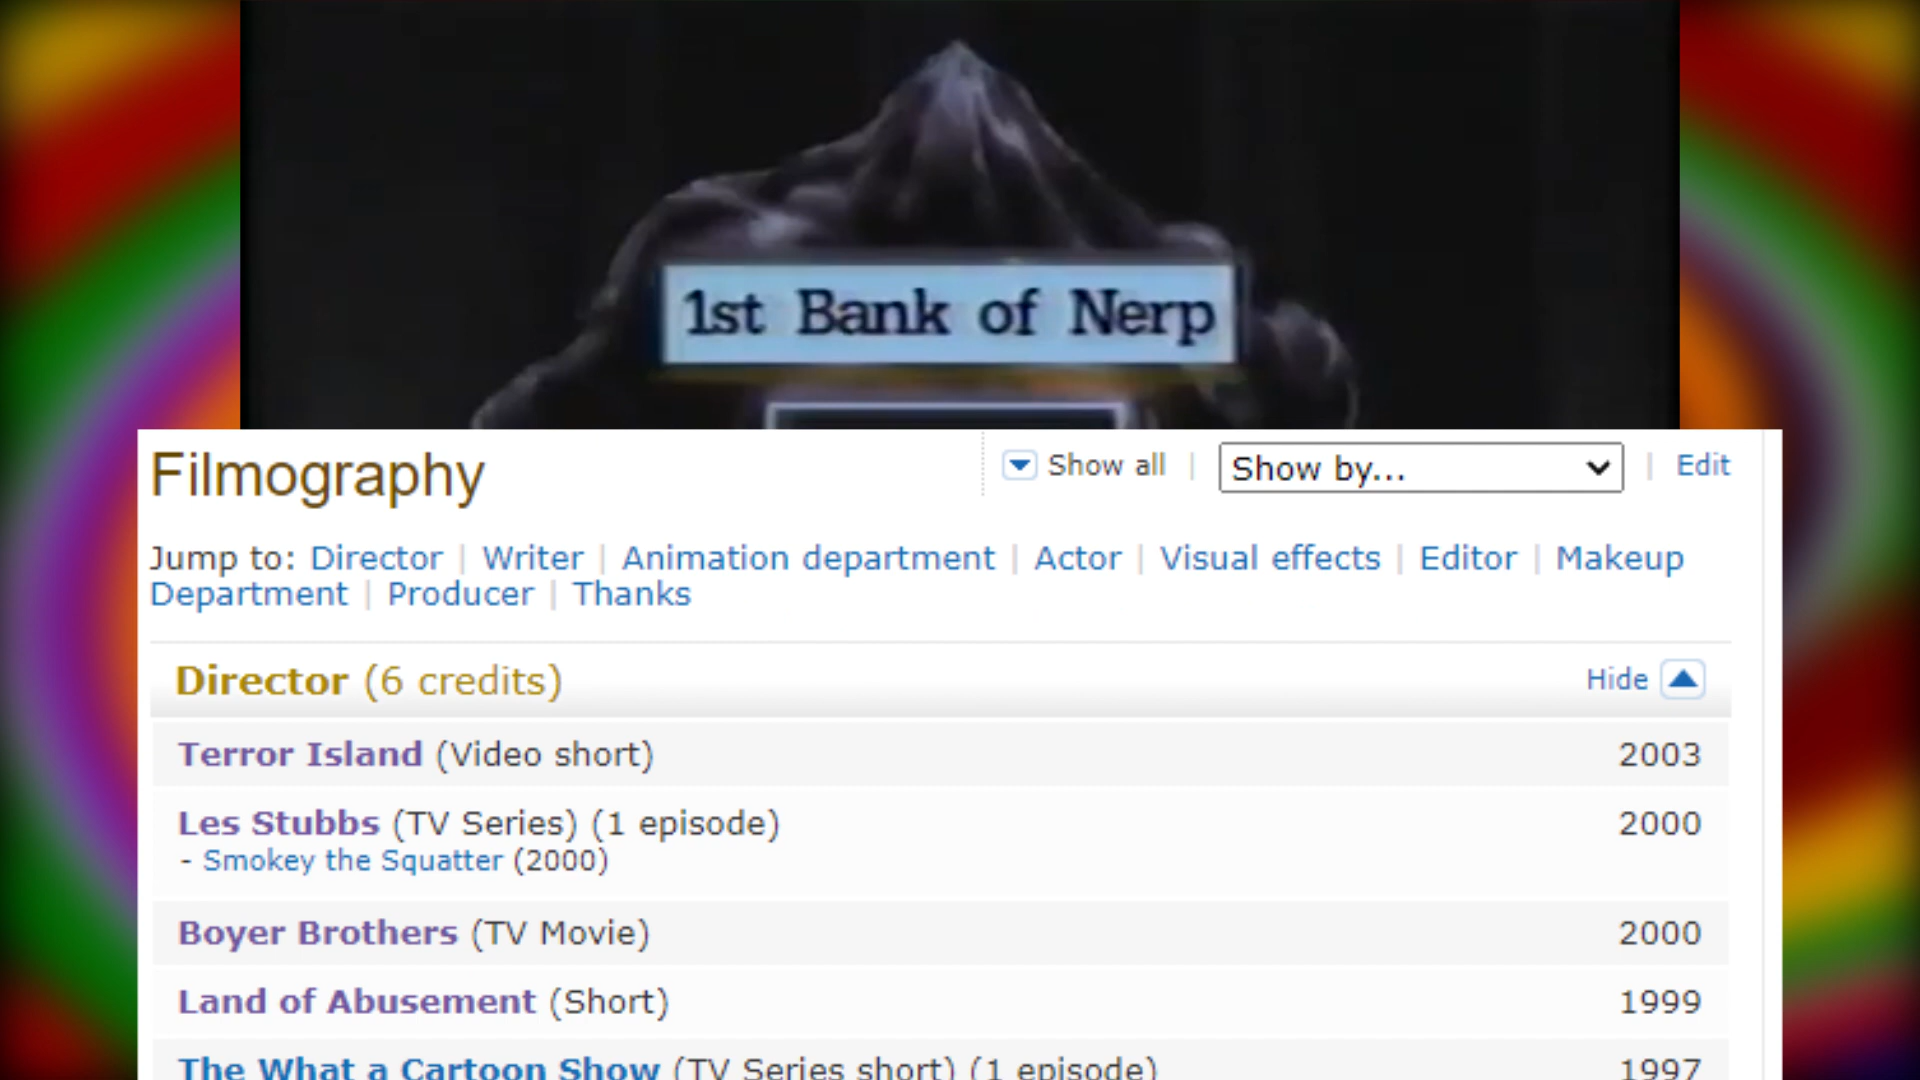 1st Bank of Nerp
Filmography
Show all | Show by... | Edit
Jump to: Director | Writer | Animation department | Actor | Visual effects | Editor | Makeup
Department | Producer | Thanks
Director (6 credits)
Hide
Terror Island (Video short) 2003
Les Stubbs (TV Series) (1 episode) 2000
- Smokey the Squatter (2000)
Boyer Brothers (TV Movie) 2000
Land of Abusement (Short) 1999
The What a Cartoon Show (TV Series short) (1 episode) 1997